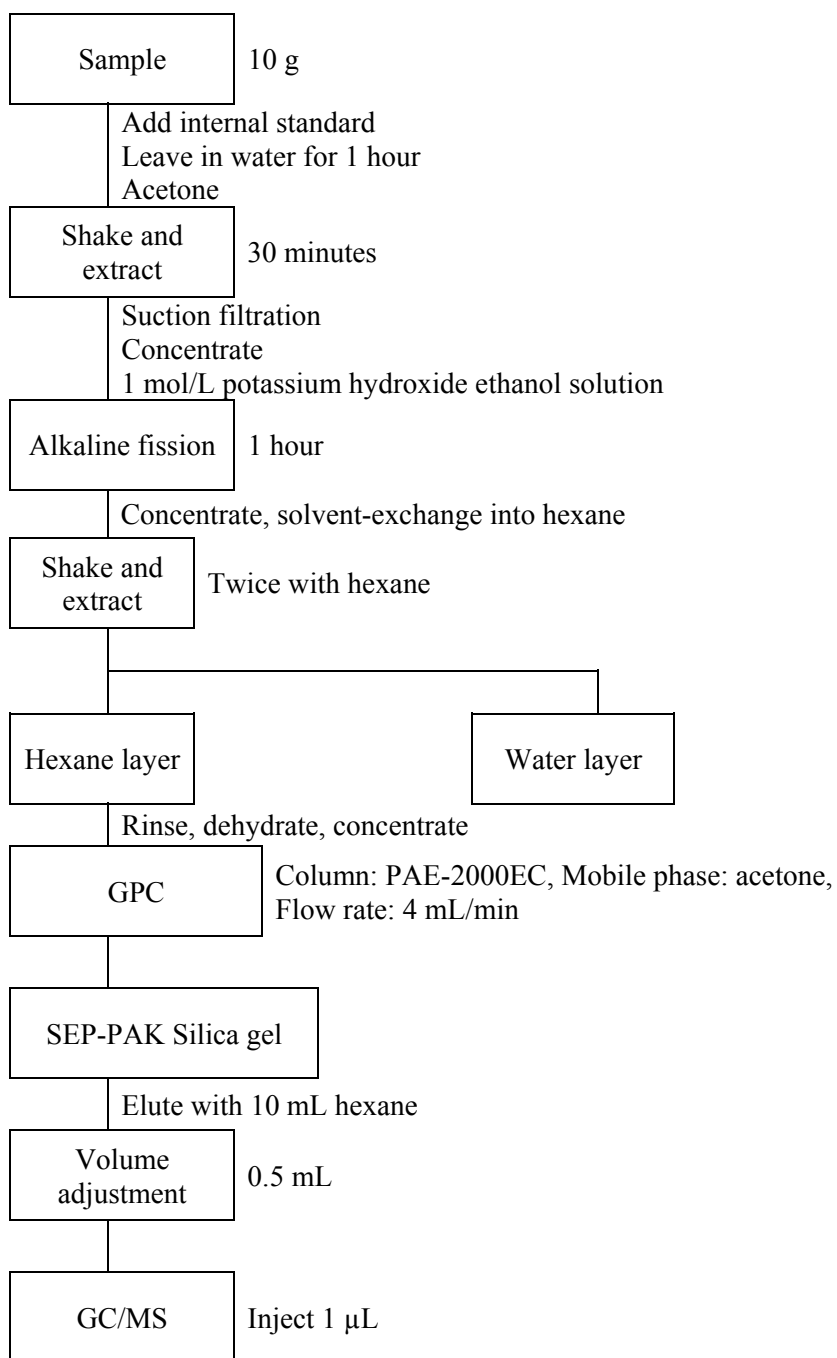 Sample
10 g
Add internal standard
Leave in water for 1 hour
Acetone
Shake and
extract
30 minutes
Suction filtration
Concentrate
1 mol/L potassium hydroxide ethanol solution
Alkaline fission
1 hour
Concentrate, solvent-exchange into hexane
Shake and
extract
Twice with hexane
Hexane layer
Water layer
Rinse, dehydrate, concentrate
GPC
Column: PAE-2000EC, Mobile phase: acetone,
Flow rate: 4 mL/min
SEP-PAK Silica gel
Elute with 10 mL hexane
Volume
adjustment
0.5 mL
GC/MS
Inject 1 µL